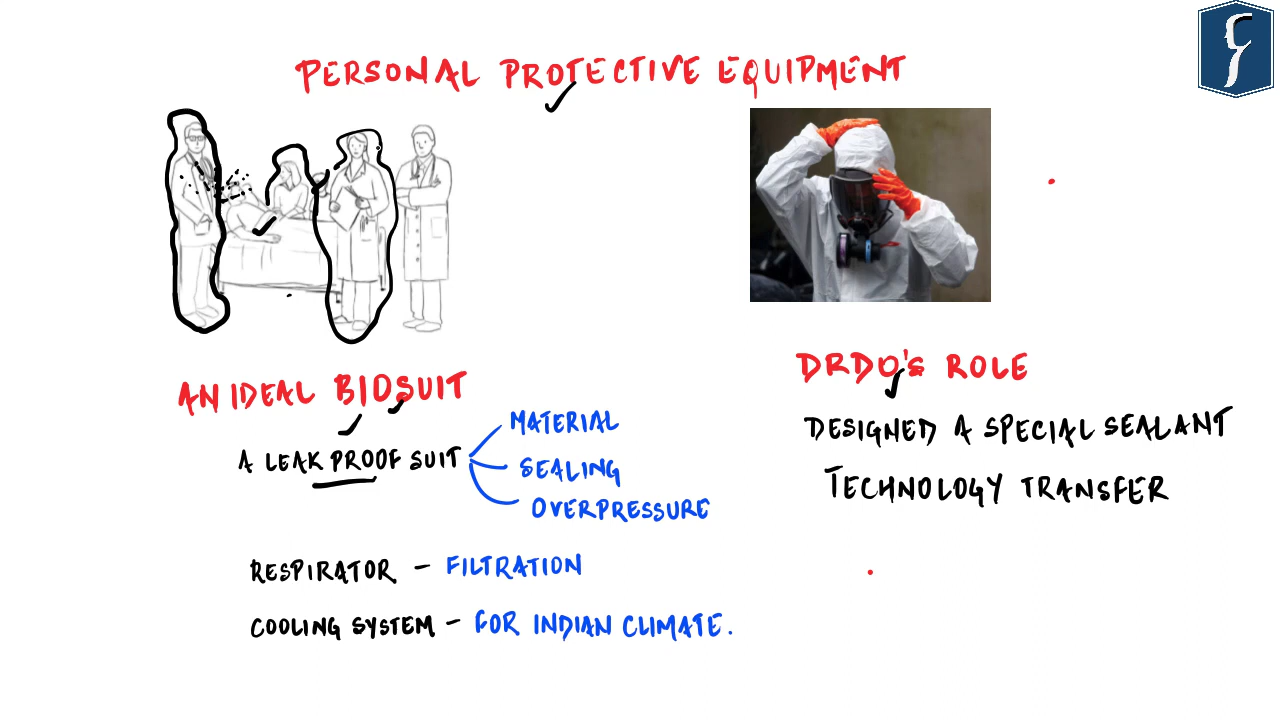 PERSONAL PROTECTIVE EQUIPMENT
AN IDEAL BIOSUIT
A LEAK PROOF SUIT
MATERIAL
SEALING
OVERPRESSURE
RESPIRATOR - FILTRATION
COOLING SYSTEM - FOR INDIAN CLIMATE.
DRDO'S ROLE
DESIGNED A SPECIAL SEALANT
TECHNOLOGY TRANSFER